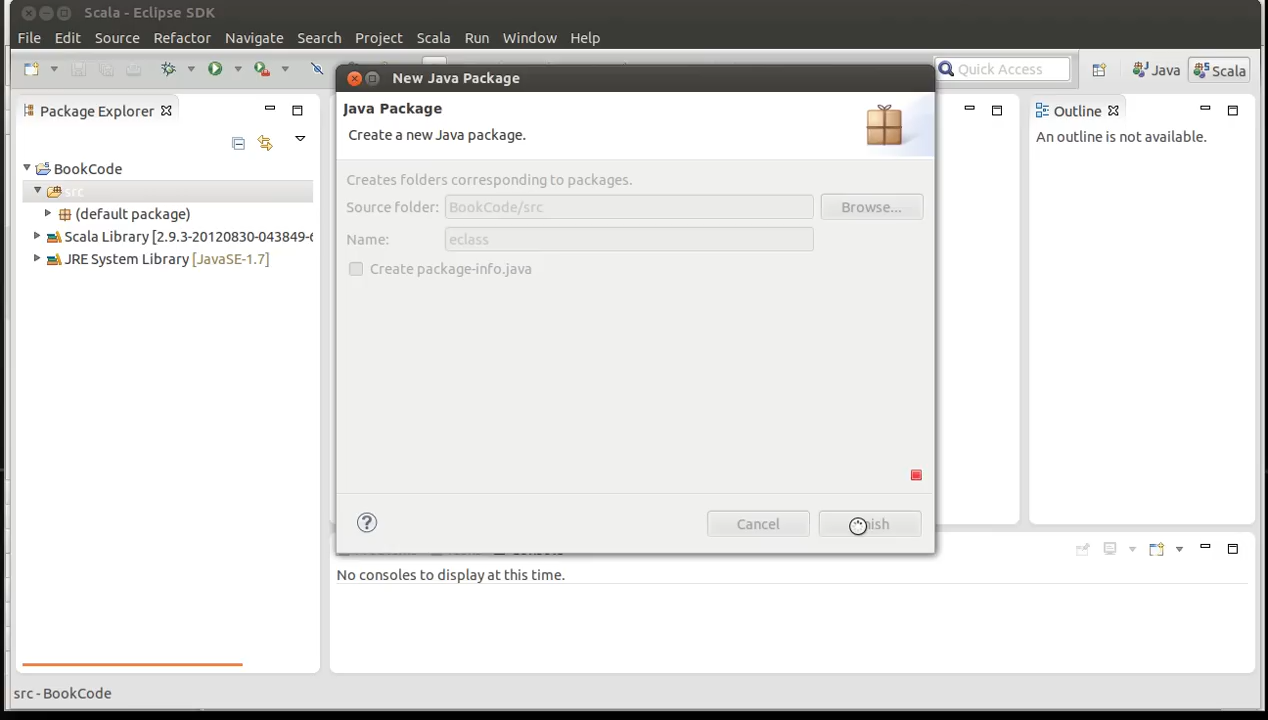 Scala - Eclipse SDK
File Edit Source Refactor Navigate Search Project Scala Run Window Help
Quick Access
Java
Scala
New Java Package
Java Package
Create a new Java package.
Package Explorer
BookCode
src
(default package)
Scala Library [2.9.3-20120830-043849-
JRE System Library [JavaSE-1.7]
Creates folders corresponding to packages.
Source folder: BookCode/src Browse...
Name: eclass
Create package-info.java
Cancel
Outline
An outline is not available.
Console
No consoles to display at this time.
src - BookCode